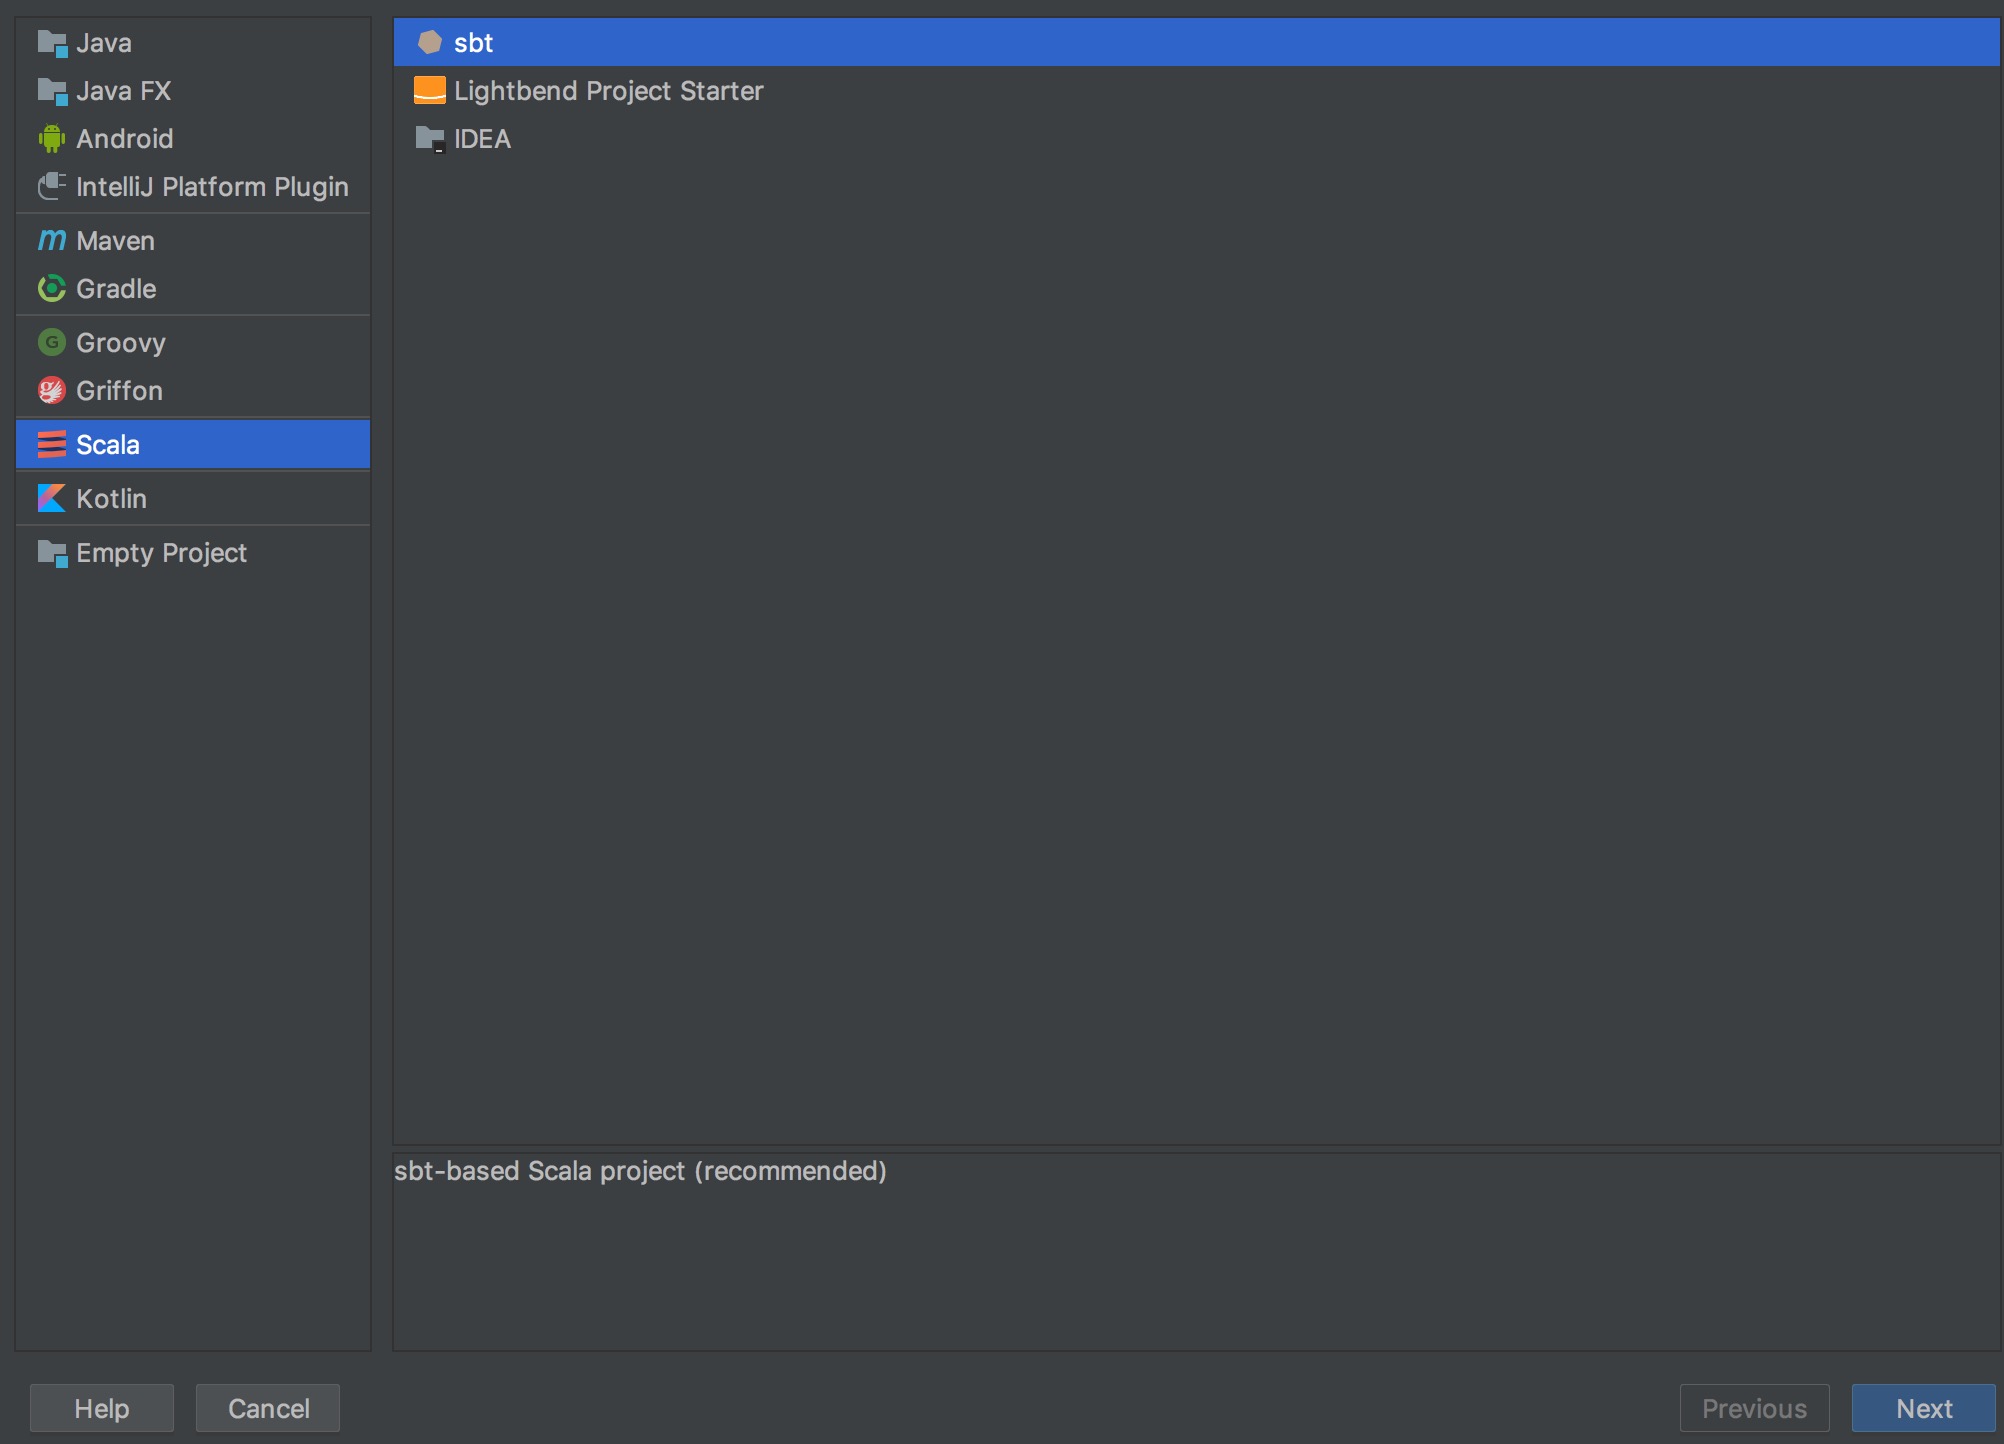 Java
Java FX
Android
IntelliJ Platform Plugin
m Maven
Gradle
G Groovy
g Griffon
Scala
Kotlin
Empty Project
sbt
Lightbend Project Starter
IDEA
sbt-based Scala project (recommended)
Help
Cancel
Previous
Next